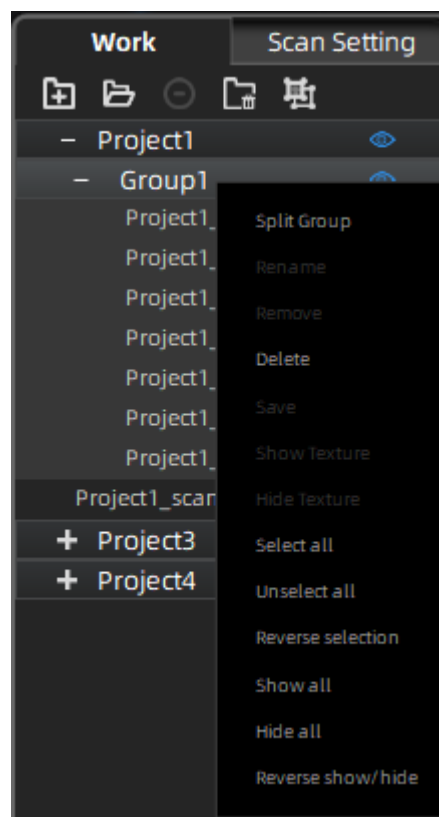 Work
Scan Setting
Project1
Group1
Project1_
Project1_
Project1_
Project1_
Project1_
Project1_
Project1_
Project1_scan
Project3
Project4
Split Group
Rename
Remove
Delete
Save
Show Texture
Hide Texture
Select all
Unselect all
Reverse selection
Show all
Hide all
Reverse show/hide